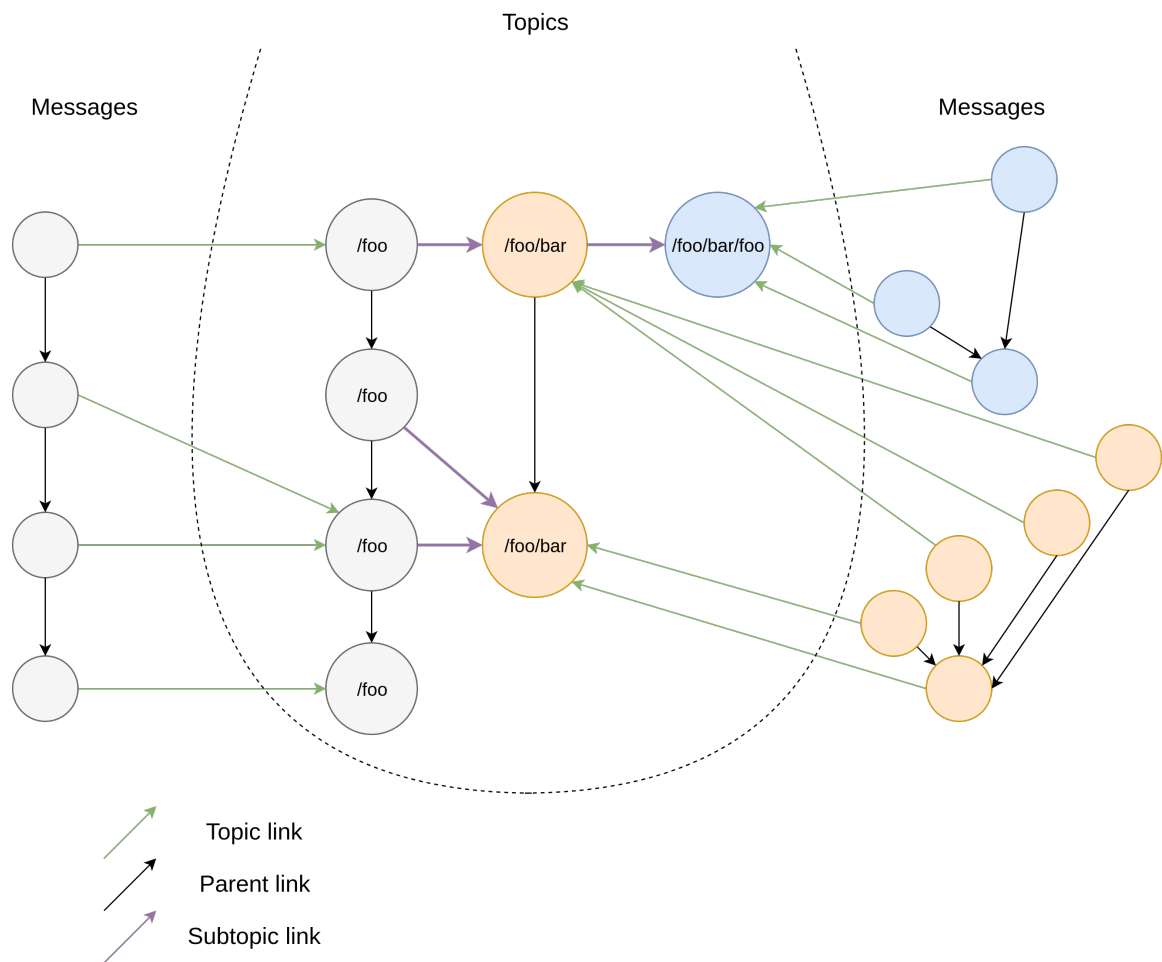 Topics
Messages
Messages
/foo
/foo/bar
/foo/bar/foo
/foo
/foo
/foo/bar
/foo
Topic link
Parent link
Subtopic link